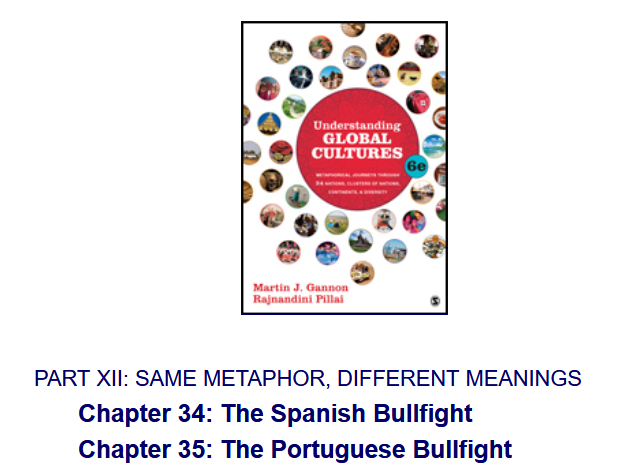 Understanding
GLOBAL
CULTURES
6e
METAPHORICAL JOURNEYS THROUGH
34 NATIONS, CLUSTERS OF NATIONS,
CONTINENTS, & DIVERSITY
Martin J. Gannon
Rajnandini Pillai
PART XII: SAME METAPHOR, DIFFERENT MEANINGS
Chapter 34: The Spanish Bullfight
Chapter 35: The Portuguese Bullfight